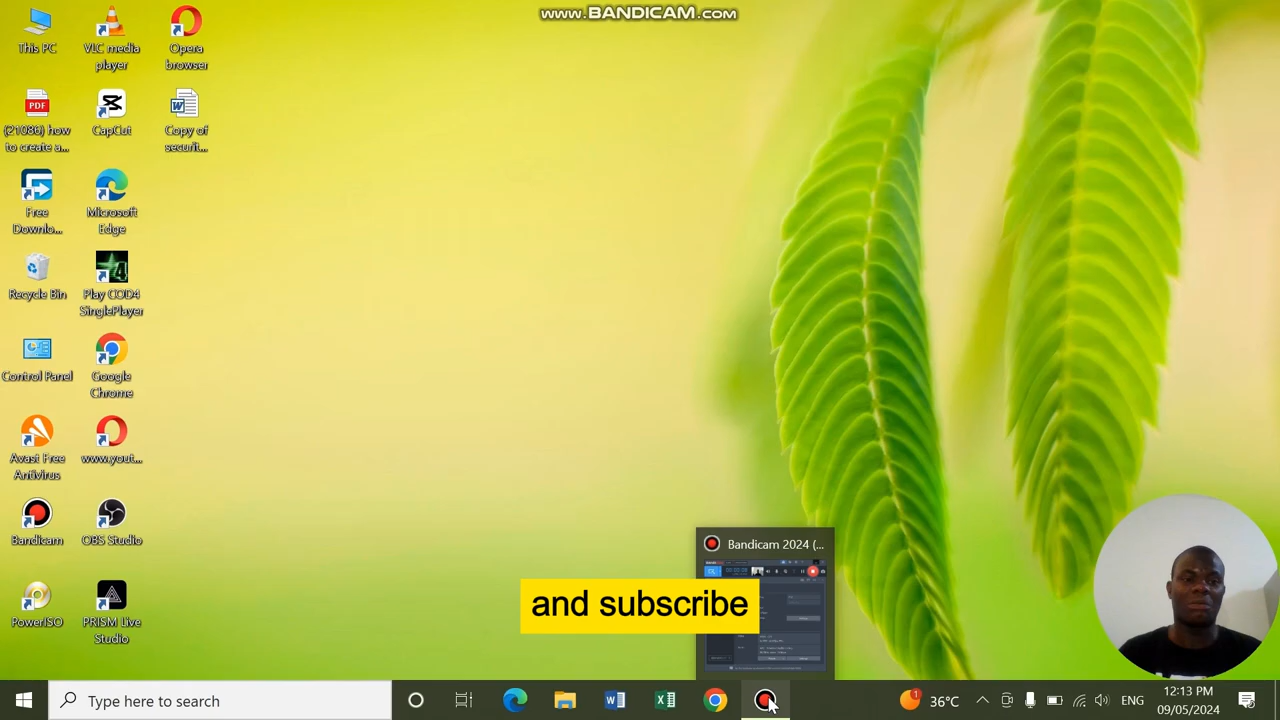 www.BANDICAM.com
This PC
VLC media
player
Opera
browser
(21086) how
to create a...
CapCut
Copy of
securit...
Free
Downlo...
Microsoft
Edge
Recycle Bin
Play COD4
SinglePlayer
Control Panel
Google
Chrome
Avast Free
Antivirus
www.yout...
Bandicam
OBS Studio
PowerISO
PRISM Live
Studio
PDF
Bandicam 2024 (...
and subscribe
Type here to search
1
36°C
ENG
12:13 PM
09/05/2024